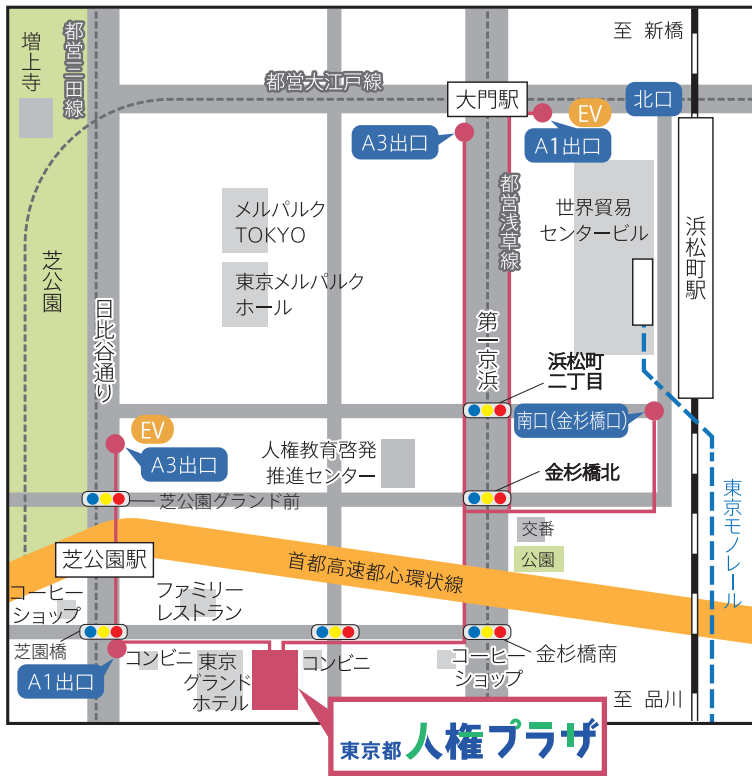 至 新橋
増上寺
都営三田線
都営大江戸線
大門駅
北口
EV
A3出口
A1出口
都営浅草線
メルパルク
TOKYO
世界貿易
センタービル
浜松町駅
芝公園
東京メルパルク
ホール
日比谷通り
第一京浜
浜松町
二丁目
南口(金杉橋口)
EV
A3出口
人権教育啓発
推進センター
金杉橋北
芝公園グランド前
東京モノレール
交番
公園
芝公園駅
首都高速都心環状線
コーヒー
ショップ
ファミリー
レストラン
芝園橋
A1出口
コンビニ
東京
グランド
ホテル
コンビニ
コーヒー
ショップ
金杉橋南
至 品川
東京都 人権プラザ